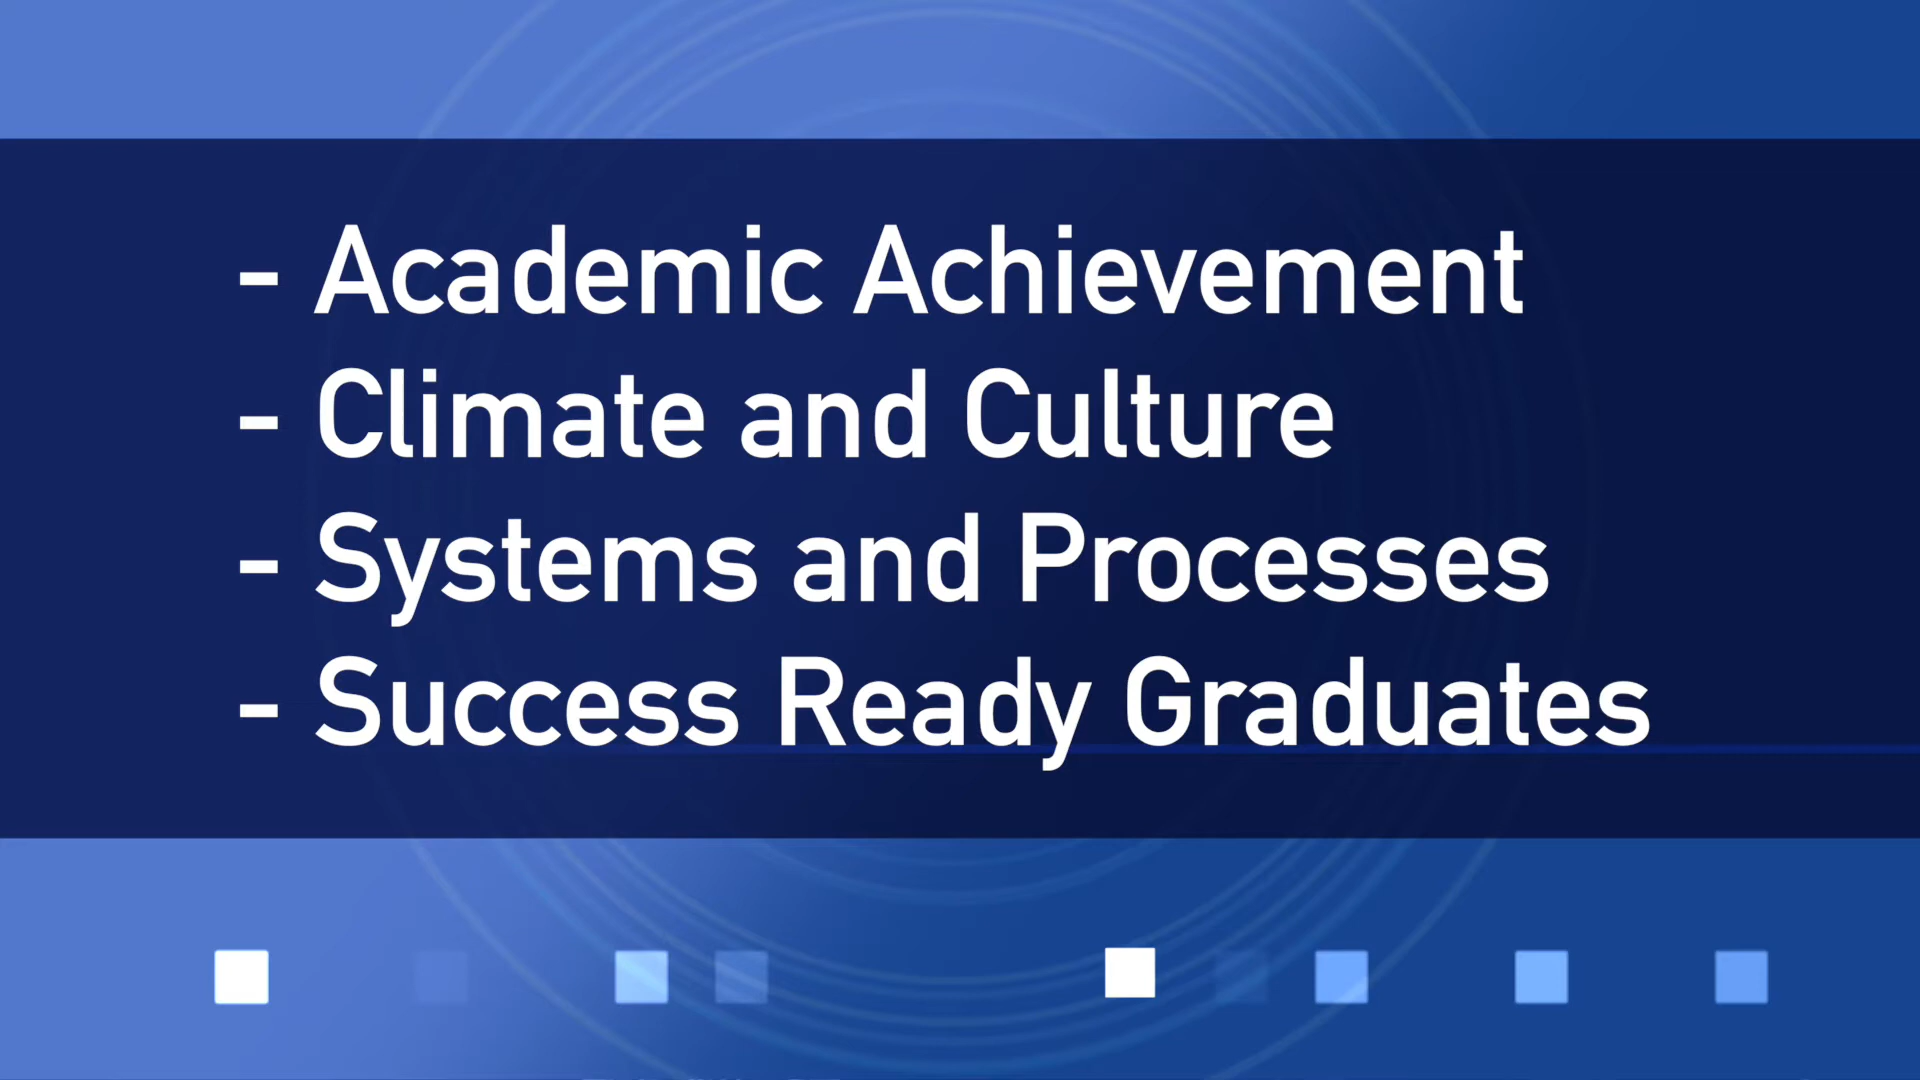 - Academic Achievement
- Climate and Culture
- Systems and Processes
- Success Ready Graduates